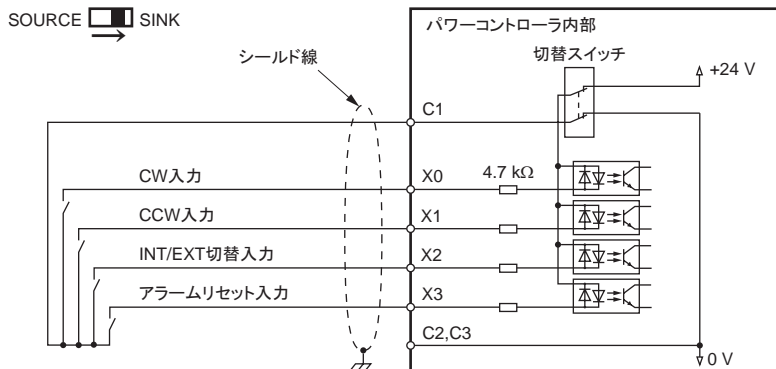 SOURCE SINK
パワーコントローラ内部
切替スイッチ
+24 V
シールド線
C1
CW入力
X0
4.7 kΩ
CCW入力
X1
INT/EXT切替入力
X2
アラームリセット入力
X3
C2,C3
0 V